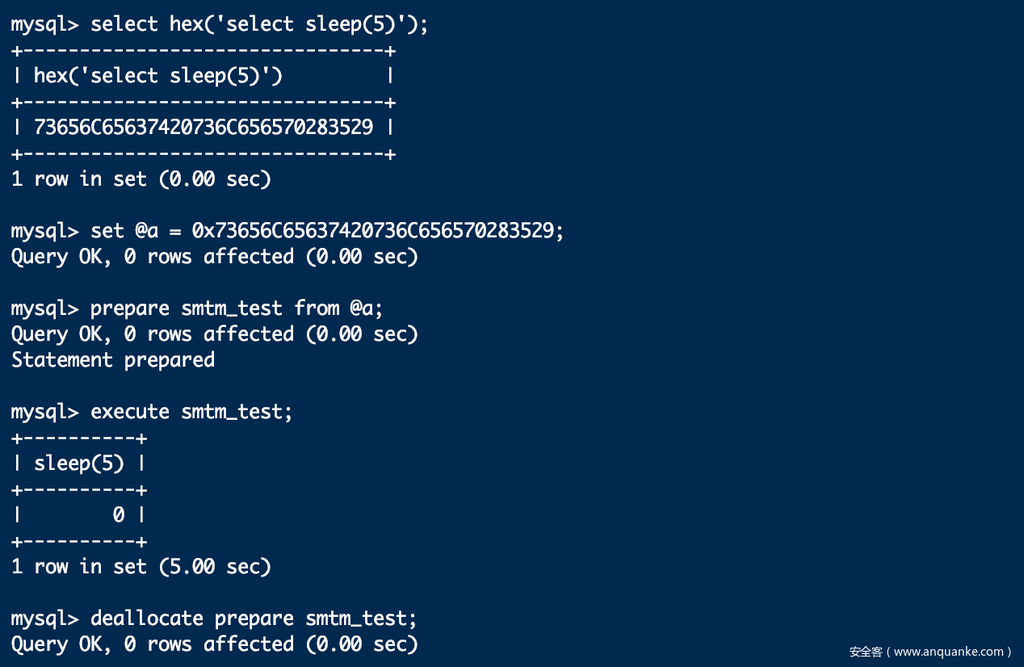 mysql> select hex('select sleep(5)');
+-------------------------------+
| hex('select sleep(5)')         |
+-------------------------------+
| 73656C65637420736C656570283529 |
+-------------------------------+
1 row in set (0.00 sec)
mysql> set @a = 0x73656C65637420736C656570283529;
Query OK, 0 rows affected (0.00 sec)
mysql> prepare smtm_test from @a;
Query OK, 0 rows affected (0.00 sec)
Statement prepared
mysql> execute smtm_test;
+----------+
| sleep(5) |
+----------+
|        0 |
+----------+
1 row in set (5.00 sec)
mysql> deallocate prepare smtm_test;
Query OK, 0 rows affected (0.00 sec)
安全客（www.anquanke.com）